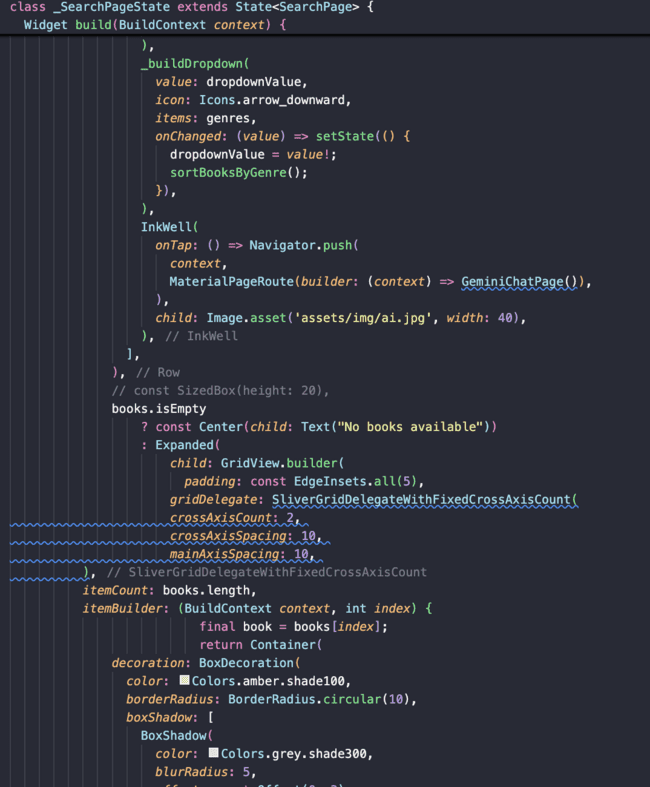 class _SearchPageState extends State<SearchPage> {
  Widget build(BuildContext context) {
                  ),
                  _buildDropdown(
                    value: dropdownValue,
                    icon: Icons.arrow_downward,
                    items: genres,
                    onChanged: (value) => setState(() {
                      dropdownValue = value!;
                      sortBooksByGenre();
                    }),
                  ),
                  InkWell(
                    onTap: () => Navigator.push(
                      context,
                      MaterialPageRoute(builder: (context) => GeminiChatPage()),
                    ),
                    child: Image.asset('assets/img/ai.jpg', width: 40),
                  ), // InkWell
                ],
              ), // Row
              // const SizedBox(height: 20),
              books.isEmpty
                  ? const Center(child: Text("No books available"))
                  : Expanded(
                      child: GridView.builder(
                        padding: const EdgeInsets.all(5),
                      gridDelegate: SliverGridDelegateWithFixedCrossAxisCount(
                      crossAxisCount: 2,
                      crossAxisSpacing: 10,
                      mainAxisSpacing: 10,
          ), // SliverGridDelegateWithFixedCrossAxisCount
          itemCount: books.length,
          itemBuilder: (BuildContext context, int index) {
                          final book = books[index];
                          return Container(
              decoration: BoxDecoration(
                color: Colors.amber.shade100,
                borderRadius: BorderRadius.circular(10),
                boxShadow: [
                  BoxShadow(
                    color: Colors.grey.shade300,
                    blurRadius: 5,